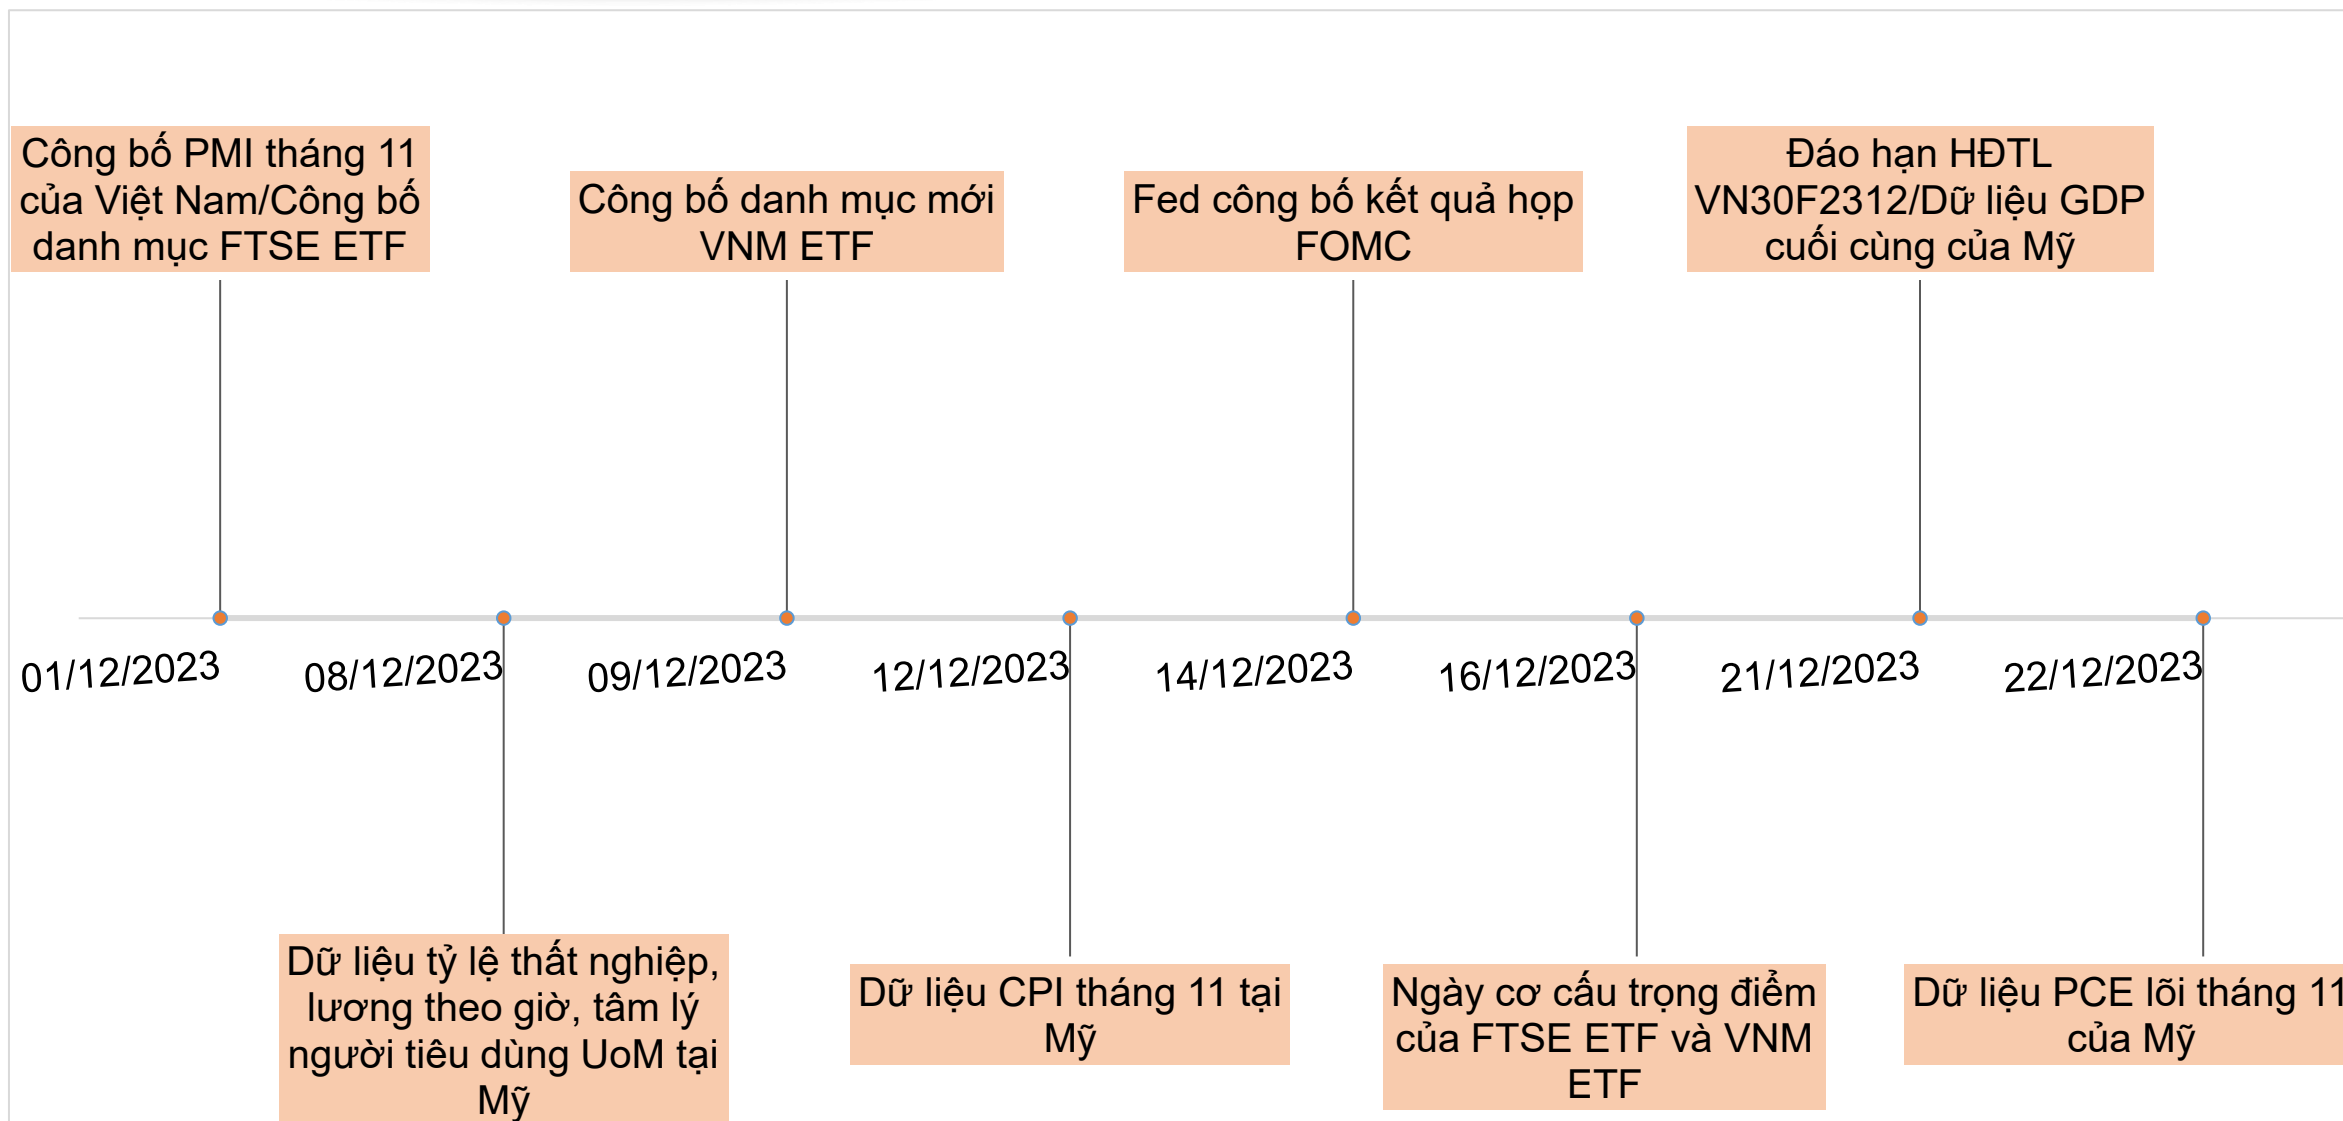 Công bố PMI tháng 11
của Việt Nam/Công bố
danh mục FTSE ETF
Công bố danh mục mới
VNM ETF
Fed công bố kết quả họp
FOMC
Đáo hạn HĐTL
VN30F2312/Dữ liệu GDP
cuối cùng của Mỹ
01/12/2023
08/12/2023
09/12/2023
12/12/2023
14/12/2023
16/12/2023
21/12/2023
22/12/2023
Dữ liệu tỷ lệ thất nghiệp,
lương theo giờ, tâm lý
người tiêu dùng UoM tại
Mỹ
Dữ liệu CPI tháng 11 tại
Mỹ
Ngày cơ cấu trọng điểm
của FTSE ETF và VNM
ETF
Dữ liệu PCE lõi tháng 11
của Mỹ